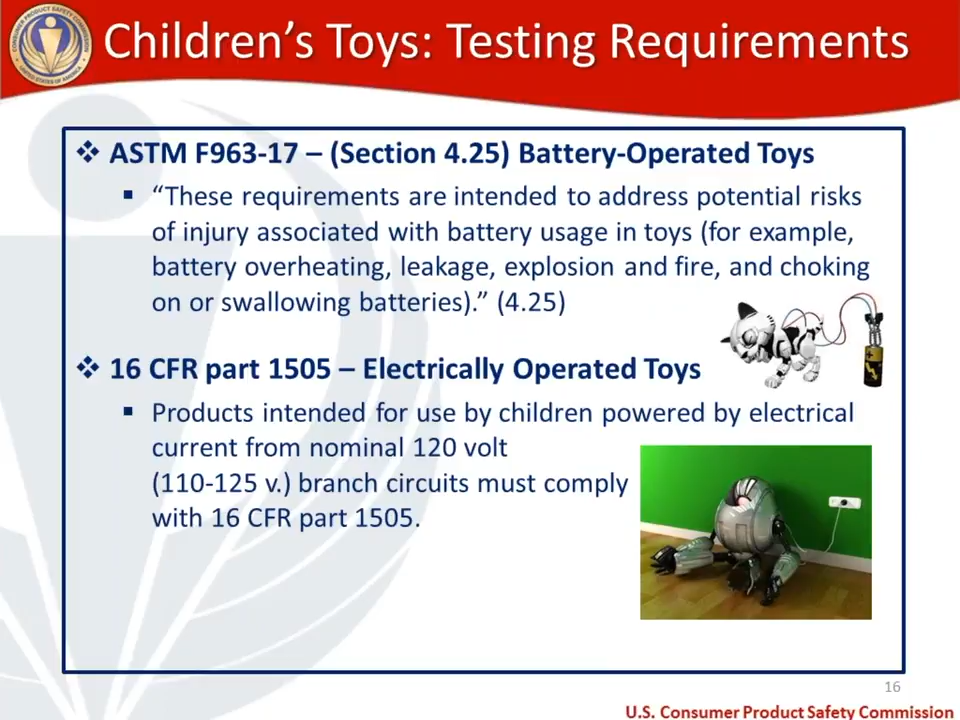 Children’s Toys: Testing Requirements
❖ ASTM F963-17 – (Section 4.25) Battery-Operated Toys
▪ “These requirements are intended to address potential risks
of injury associated with battery usage in toys (for example,
battery overheating, leakage, explosion and fire, and choking
on or swallowing batteries).” (4.25)
❖ 16 CFR part 1505 – Electrically Operated Toys
▪ Products intended for use by children powered by electrical
current from nominal 120 volt
(110-125 v.) branch circuits must comply
with 16 CFR part 1505.
16
U.S. Consumer Product Safety Commission